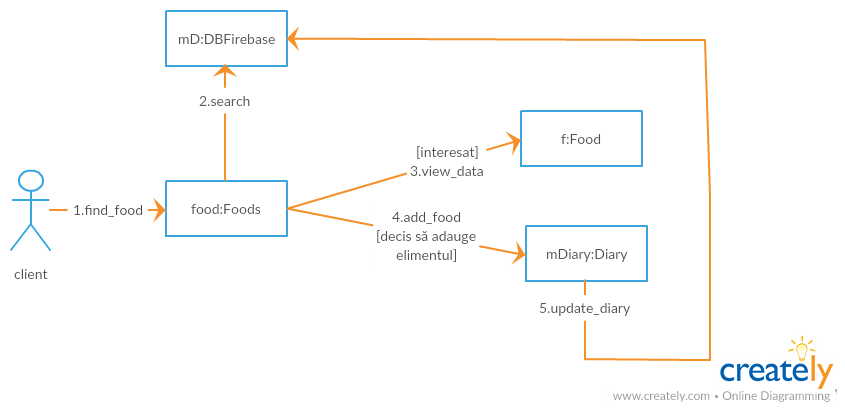 mD:DBFirebase
2.search
f:Food
[interesat]
3.view_data
1.find_food
food:Foods
4.add_food
[decis să adauge
elimentul]
mDiary:Diary
client
5.update_diary
creately
www.creately.com • Online Diagramming